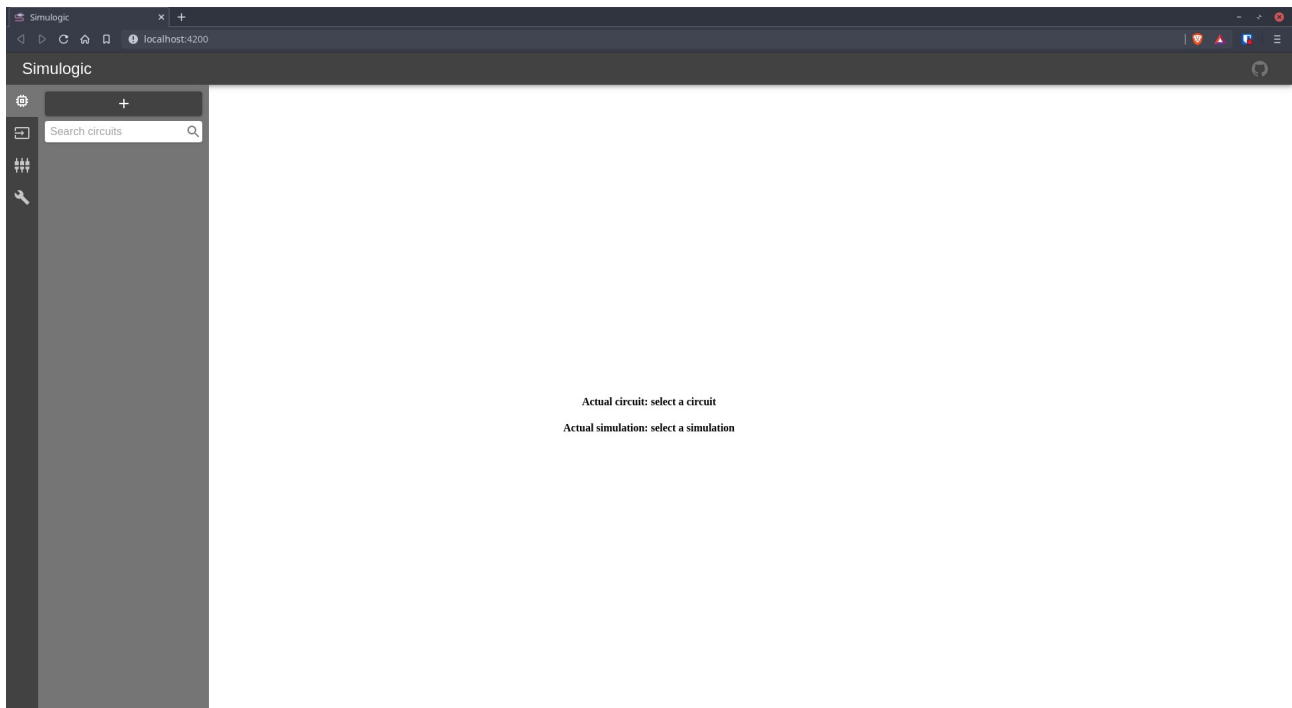 Simulogic
localhost:4200
Simulogic
Search circuits
Actual circuit: select a circuit
Actual simulation: select a simulation